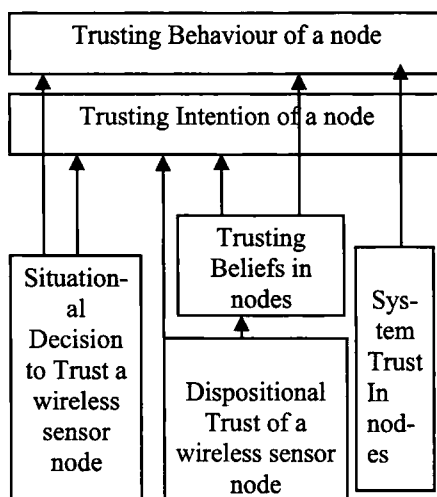 Trusting Behaviour of a node
Trusting Intention of a node
Trusting
Beliefs in
nodes
Situation-
al
Decision
to Trust a
wireless
sensor
node
Dispositional
Trust of a
wireless sensor
node
Sys-
tem
Trust
In
nod-
es